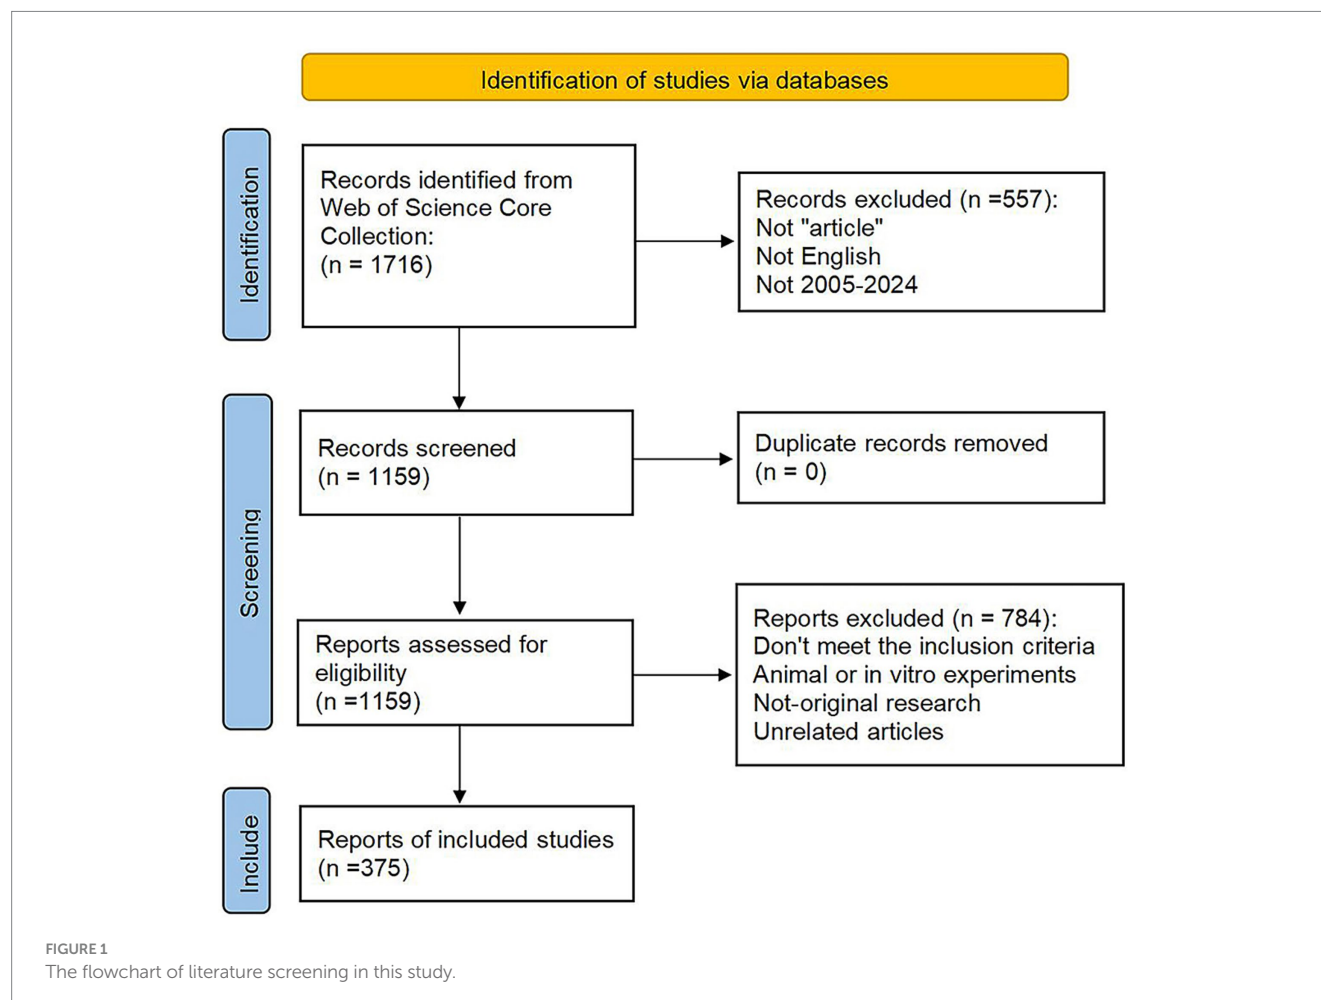 Identification of studies via databases
Identification
Records identified from
Web of Science Core
Collection:
(n = 1716)
Records excluded (n =557):
Not "article"
Not English
Not 2005-2024
Screening
Records screened
(n = 1159)
Duplicate records removed
(n = 0)
Reports assessed for
eligibility
(n =1159)
Reports excluded (n = 784):
Don't meet the inclusion criteria
Animal or in vitro experiments
Not-original research
Unrelated articles
Include
Reports of included studies
(n =375)
FIGURE 1
The flowchart of literature screening in this study.